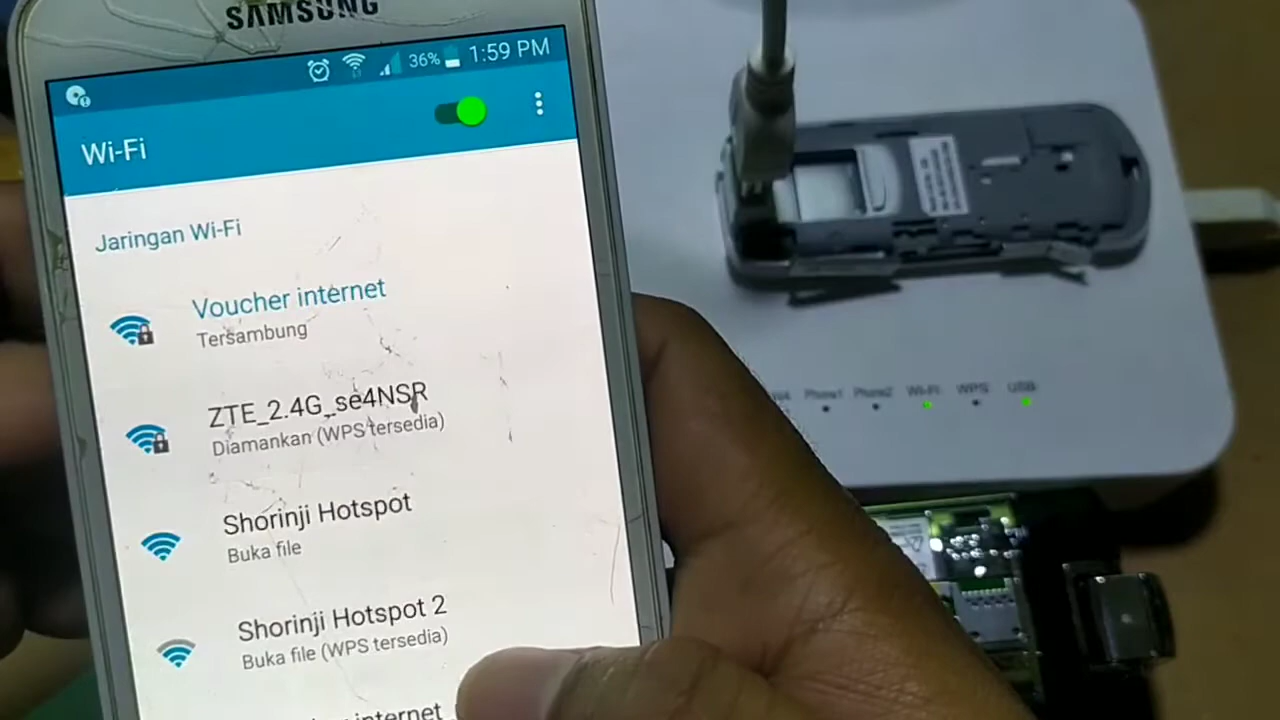 SAMSUNG
36% 1:59 PM
Wi-Fi
Jaringan Wi-Fi
Voucher internet
Tersambung
ZTE_2.4G_se4NSR
Diamankan (WPS tersedia)
Shorinji Hotspot
Buka file
Shorinji Hotspot 2
Buka file (WPS tersedia)
internet
Phone1 Phone2 Wi-Fi WPS USB